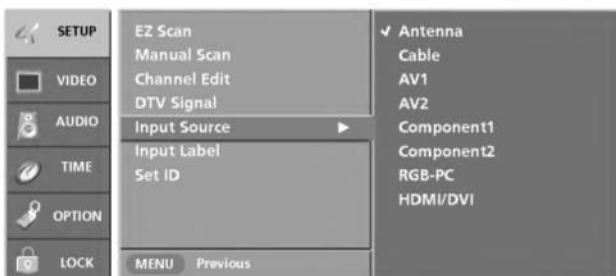 SETUP
VIDEO
AUDIO
TIME
OPTION
LOCK
EZ Scan
Manual Scan
Channel Edit
DTV Signal
Input Source ►
Input Label
Set ID
MENU Previous
✓ Antenna
Cable
AV1
AV2
Component1
Component2
RGB-PC
HDMI/DVI